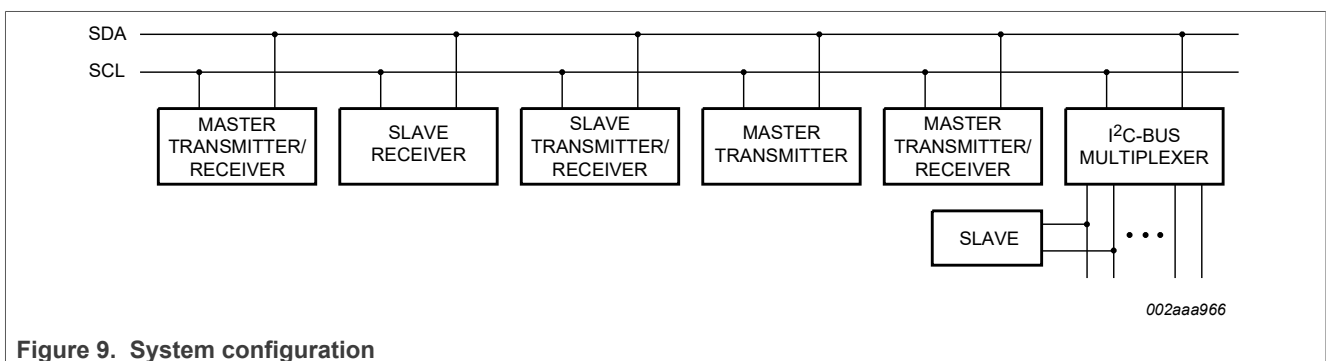 SDA
SCL
MASTER
TRANSMITTER/
RECEIVER
SLAVE
RECEIVER
SLAVE
TRANSMITTER/
RECEIVER
MASTER
TRANSMITTER
MASTER
TRANSMITTER/
RECEIVER
I²C-BUS
MULTIPLEXER
SLAVE
002aaa966
Figure 9. System configuration